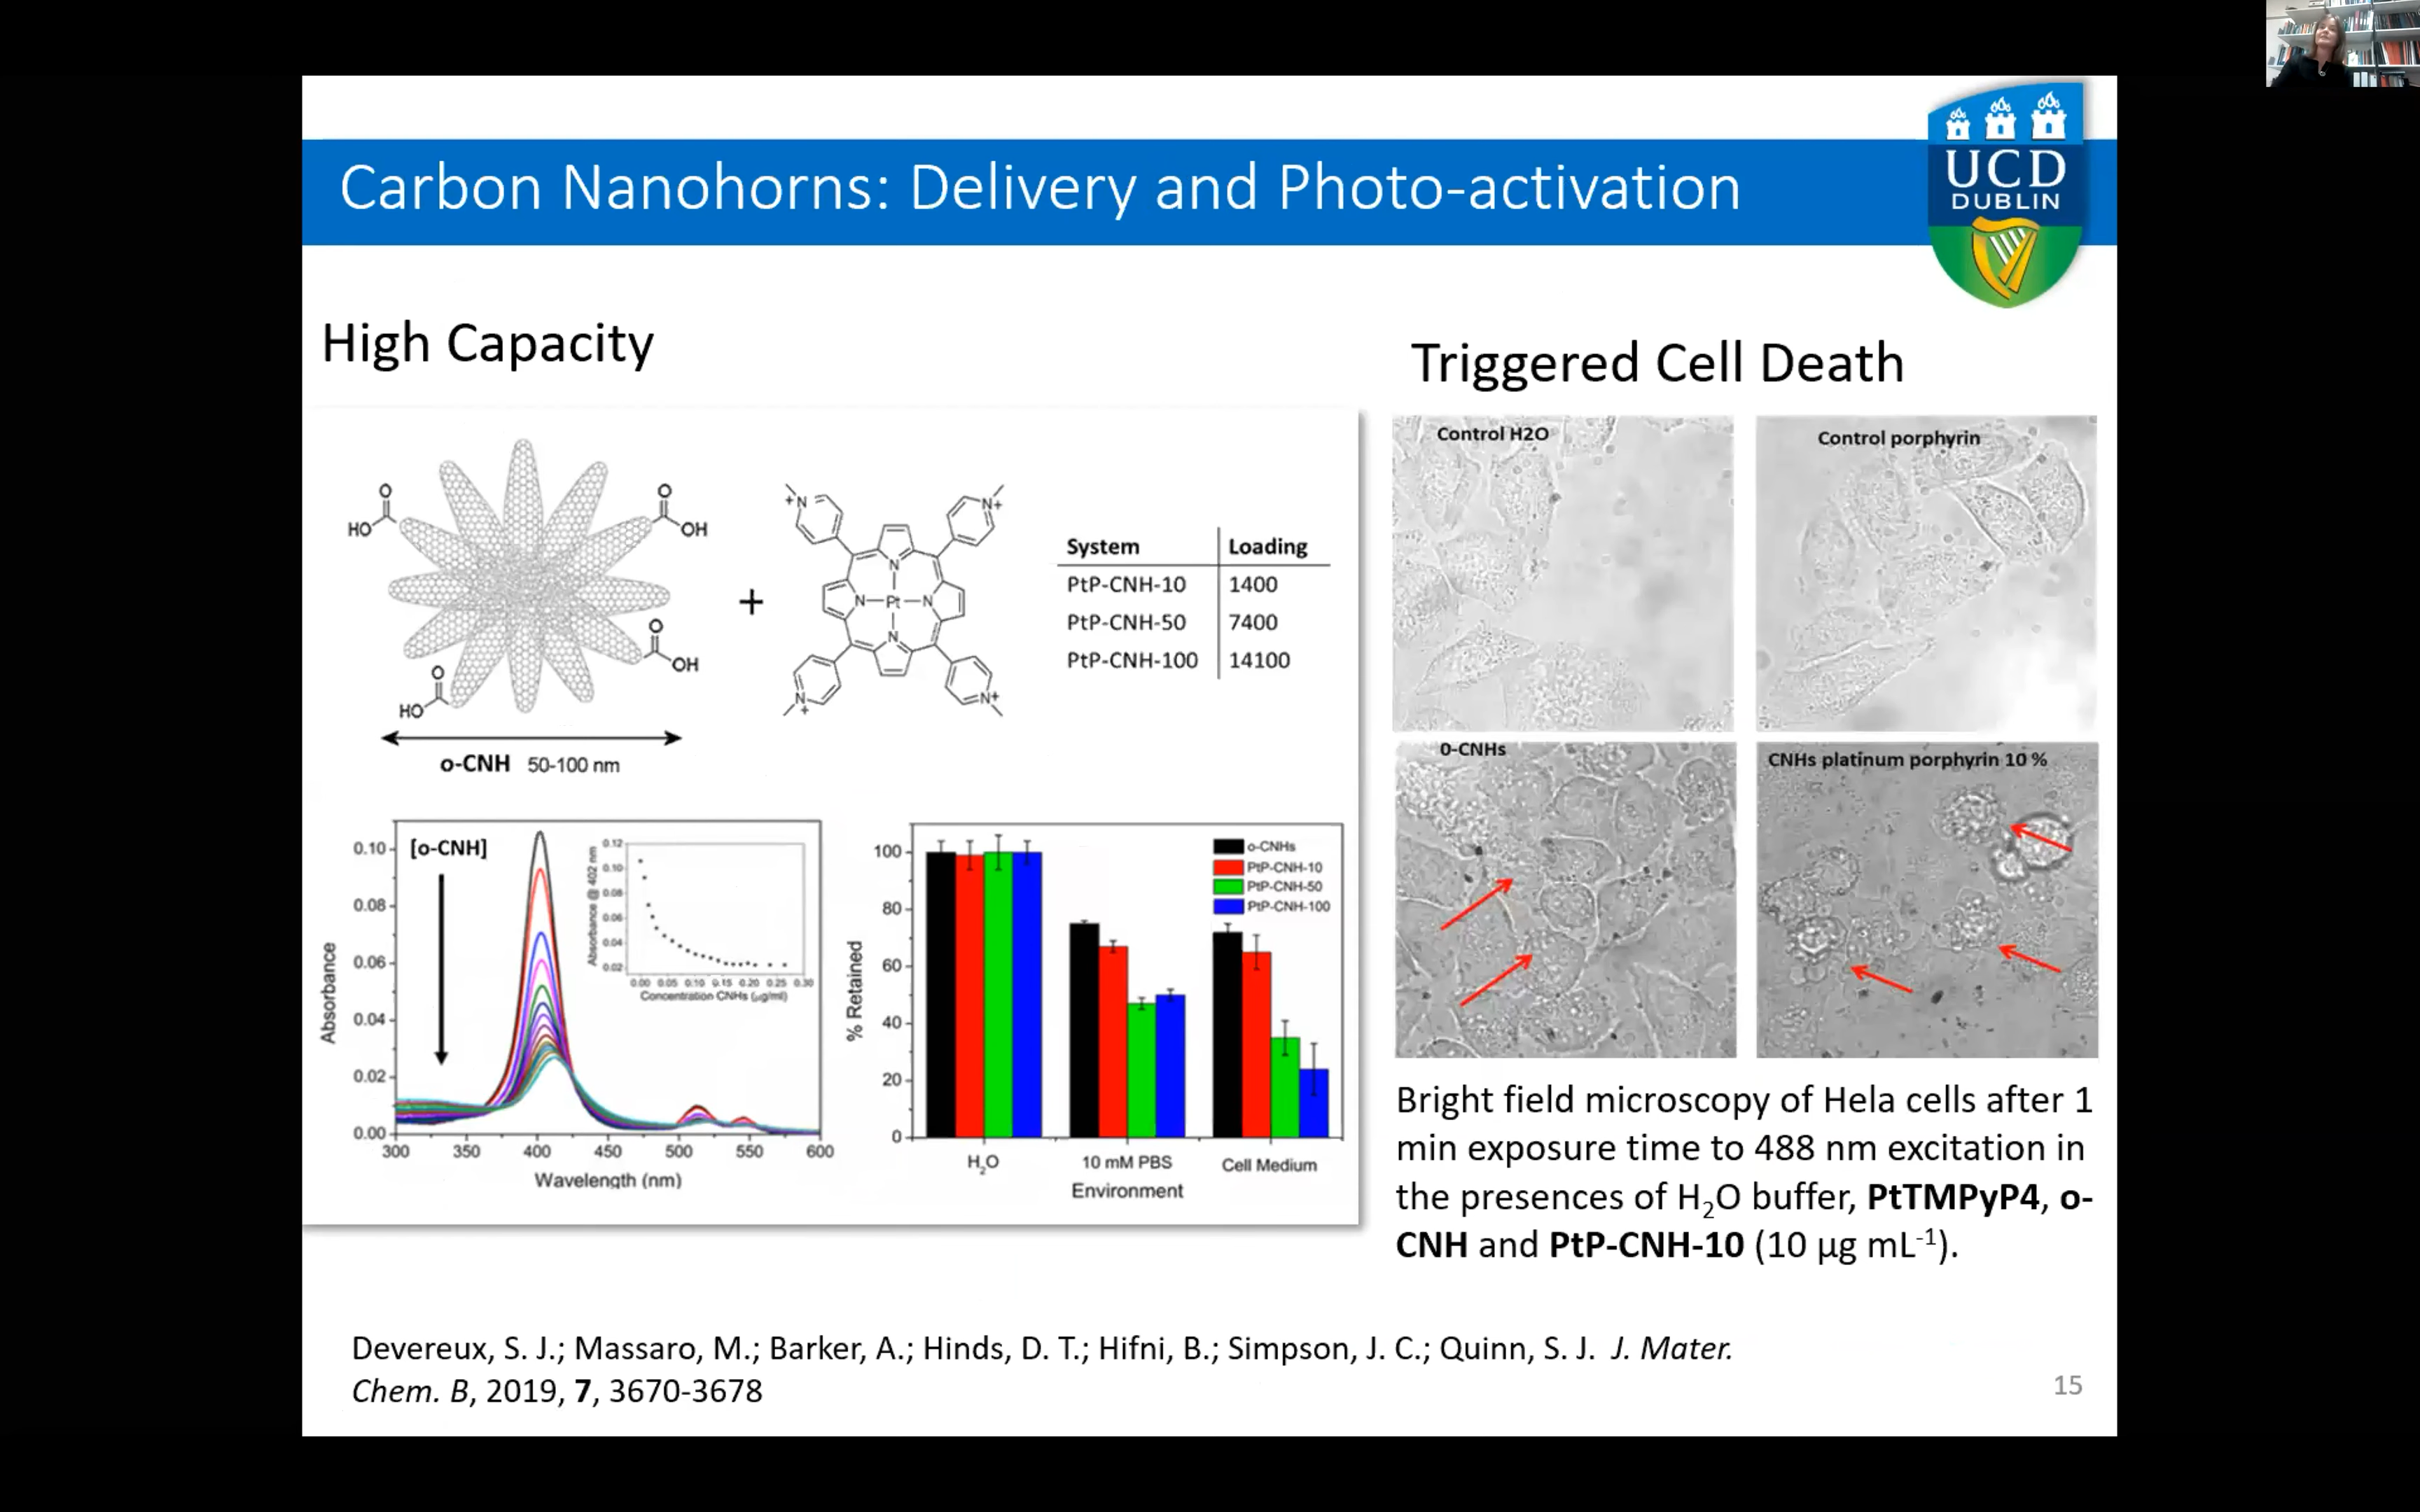 Carbon Nanohorns: Delivery and Photo-activation
UCD
DUBLIN
High Capacity
O
HO
O
OH
O
OH
O
HO
o-CNH 50-100 nm
+
N+
N+
N+
N+
N
N
N
N
Pt
System Loading
PtP-CNH-10 1400
PtP-CNH-50 7400
PtP-CNH-100 14100
[o-CNH]
Absorbance
0.10
0.08
0.06
0.04
0.02
0.00
300 350 400 450 500 550 600
Wavelength (nm)
Absorbance @ 402 nm
0.12
0.10
0.08
0.06
0.04
0.02
0.00 0.05 0.10 0.15 0.20 0.25 0.30
Concentration CNHs (µg/ml)
% Retained
100
80
60
40
20
0
o-CNHs
PtP-CNH-10
PtP-CNH-50
PtP-CNH-100
H₂O 10 mM PBS Cell Medium
Environment
Triggered Cell Death
Control H2O
Control porphyrin
0-CNHs
CNHs platinum porphyrin 10 %
Bright field microscopy of Hela cells after 1
min exposure time to 488 nm excitation in
the presences of H₂O buffer, PtTMPyP4, o-
CNH and PtP-CNH-10 (10 µg mL⁻¹).
Devereux, S. J.; Massaro, M.; Barker, A.; Hinds, D. T.; Hifni, B.; Simpson, J. C.; Quinn, S. J. J. Mater.
Chem. B, 2019, 7, 3670-3678
15